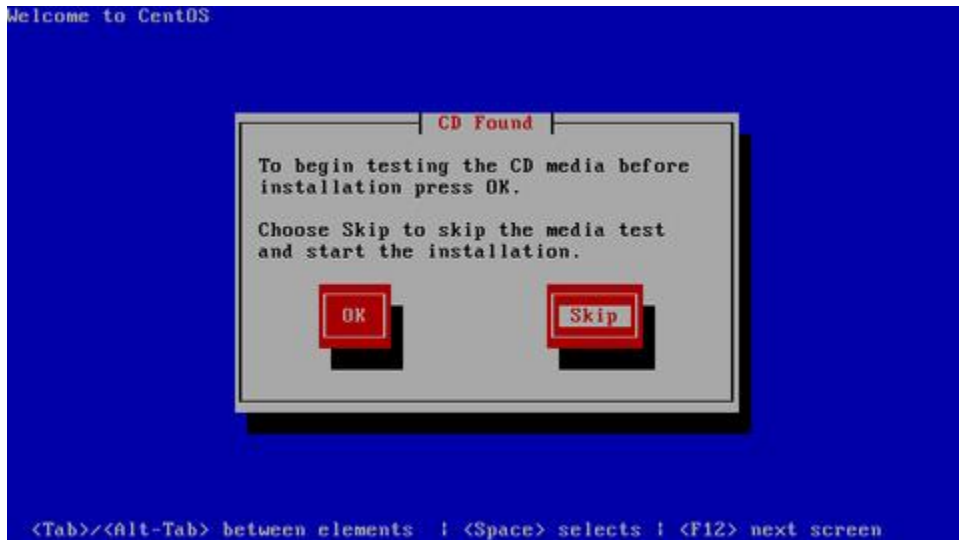 Welcome to CentOS
CD Found
To begin testing the CD media before
installation press OK.
Choose Skip to skip the media test
and start the installation.
OK Skip
<Tab>/<Alt-Tab> between elements | <Space> selects | <F12> next screen